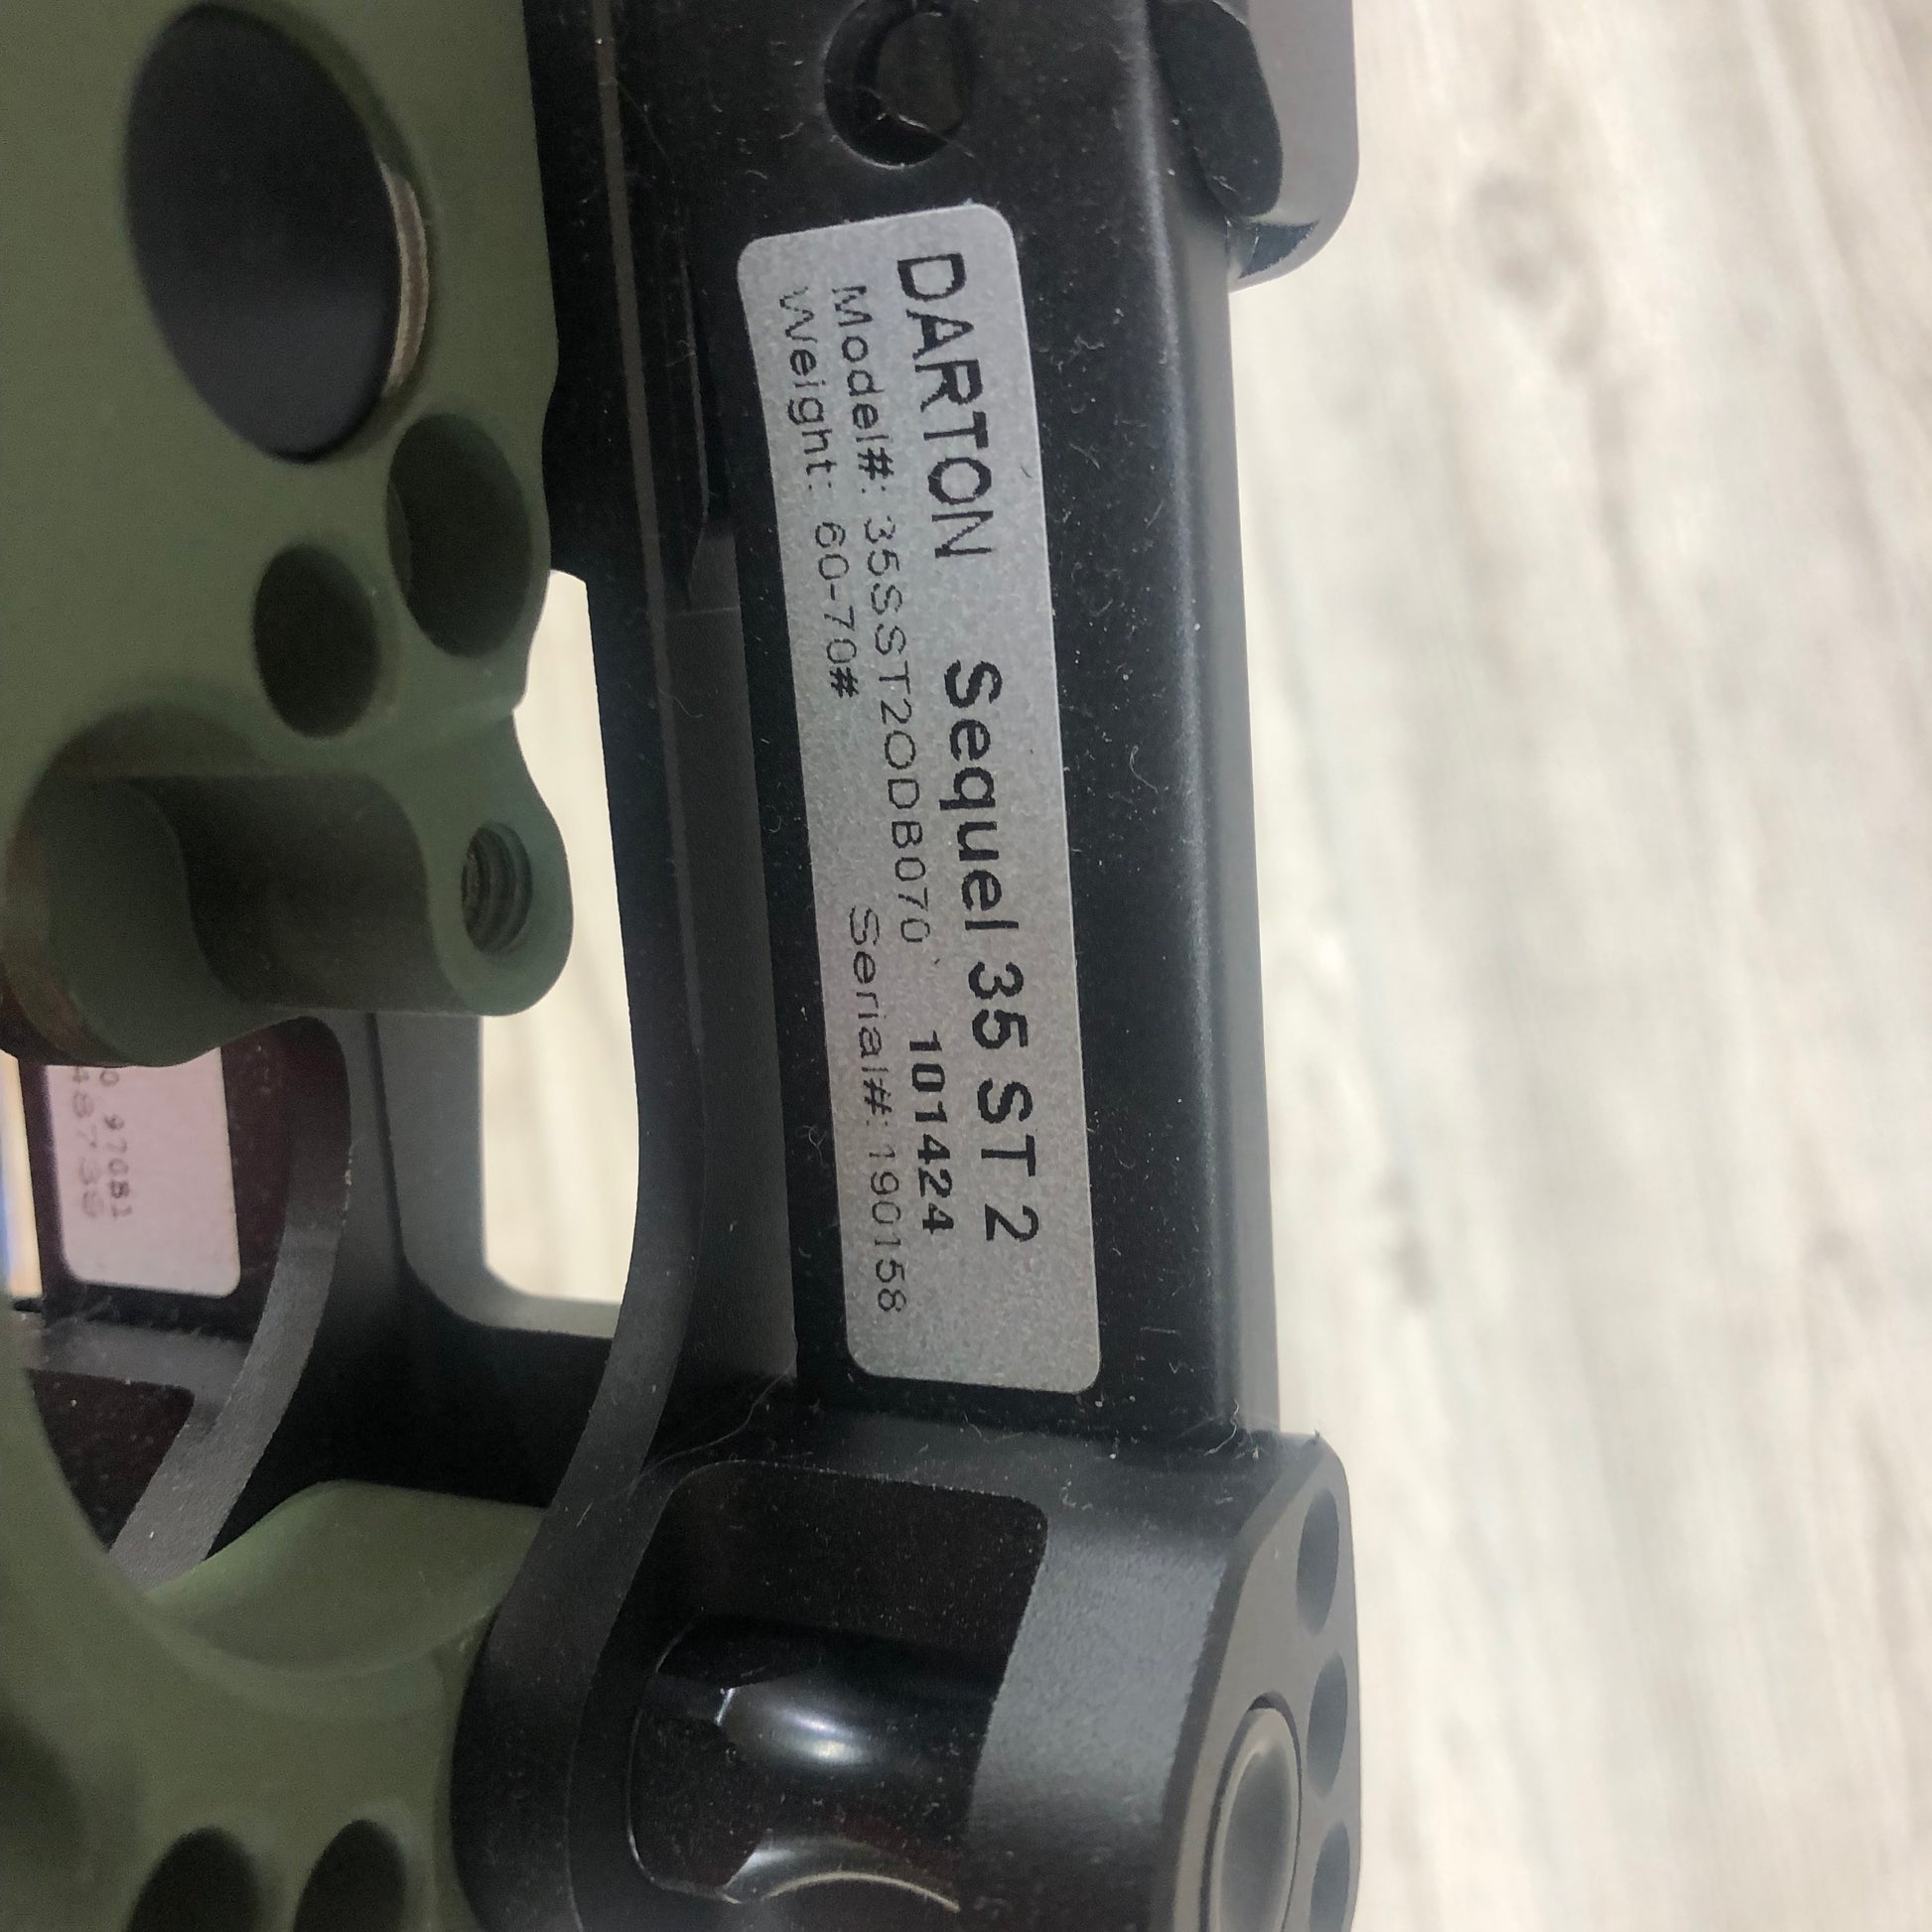 DARTON Sequel 35 ST 2
Model#: 35SST2ODB070 101424
Weight: 60-70# Serial#: 190158